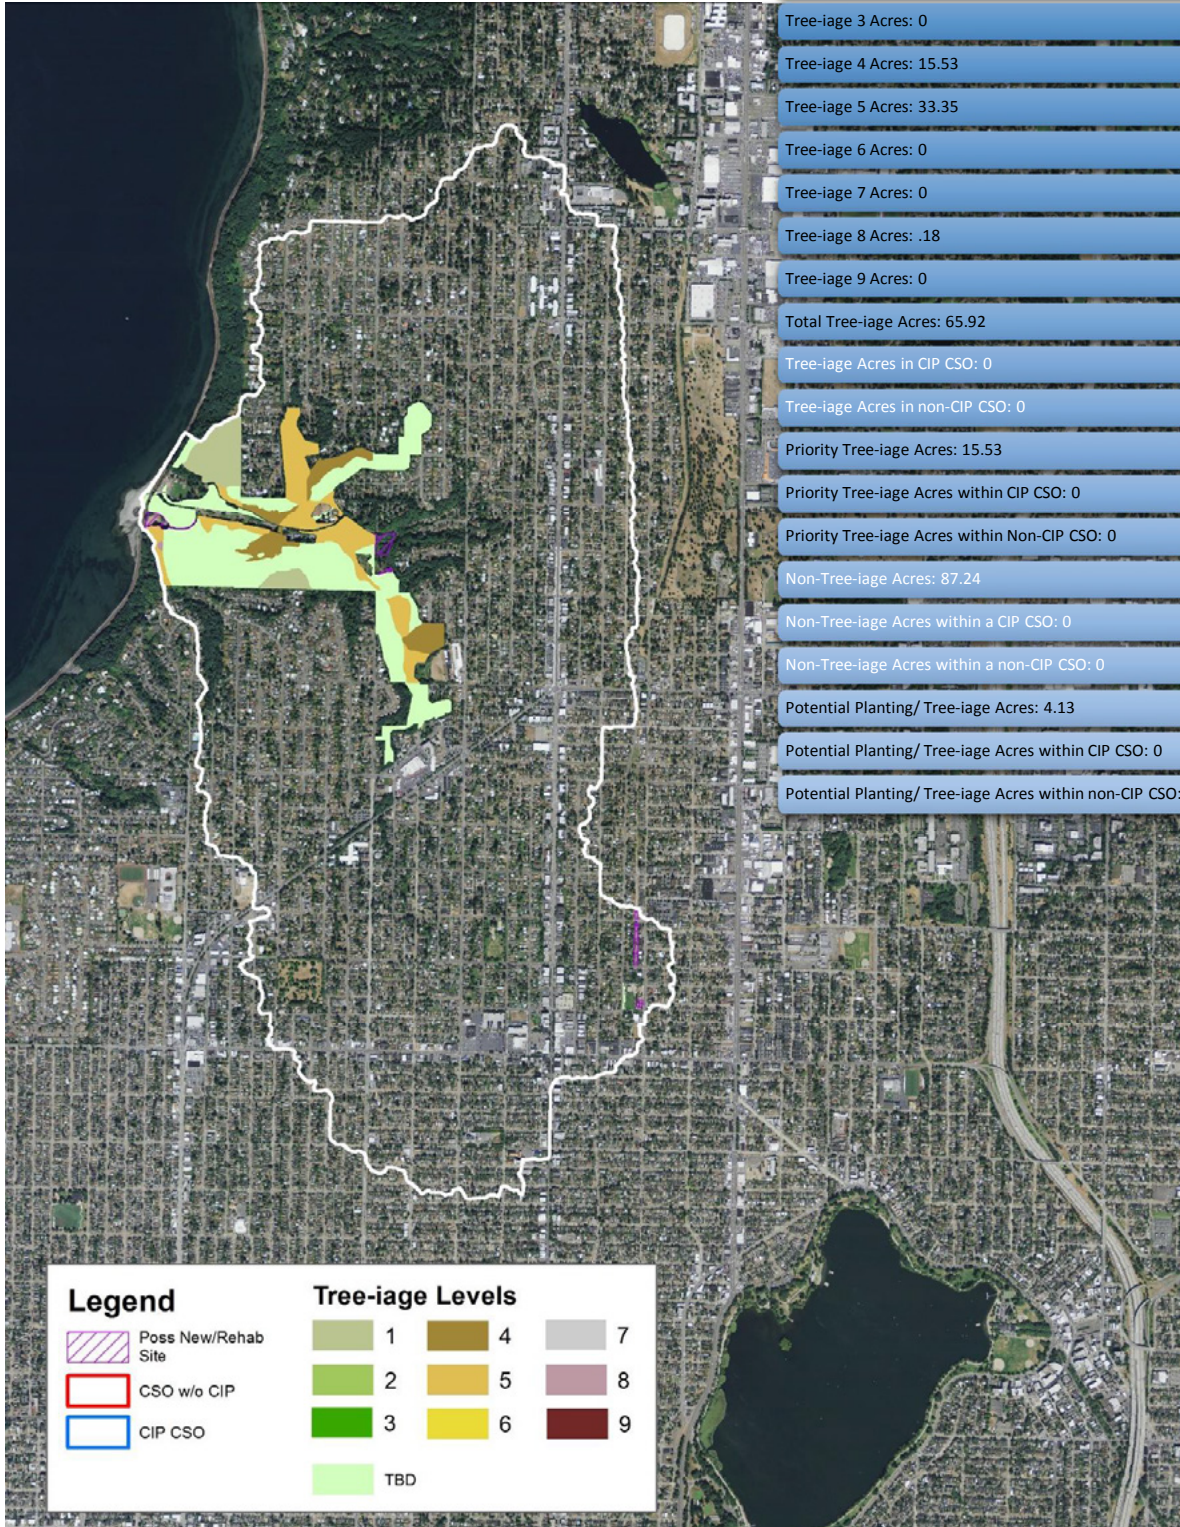 Tree-iage 3 Acres: 0
Tree-iage 4 Acres: 15.53
Tree-iage 5 Acres: 33.35
Tree-iage 6 Acres: 0
Tree-iage 7 Acres: 0
Tree-iage 8 Acres: .18
Tree-iage 9 Acres: 0
Total Tree-iage Acres: 65.92
Tree-iage Acres in CIP CSO: 0
Tree-iage Acres in non-CIP CSO: 0
Priority Tree-iage Acres: 15.53
Priority Tree-iage Acres within CIP CSO: 0
Priority Tree-iage Acres within Non-CIP CSO: 0
Non-Tree-iage Acres: 87.24
Non-Tree-iage Acres within a CIP CSO: 0
Non-Tree-iage Acres within a non-CIP CSO: 0
Potential Planting/ Tree-iage Acres: 4.13
Potential Planting/ Tree-iage Acres within CIP CSO: 0
Potential Planting/ Tree-iage Acres within non-CIP CSO:
Legend
Poss New/Rehab
Site
CSO w/o CIP
CIP CSO
Tree-iage Levels
1 4 7
2 5 8
3 6 9
TBD